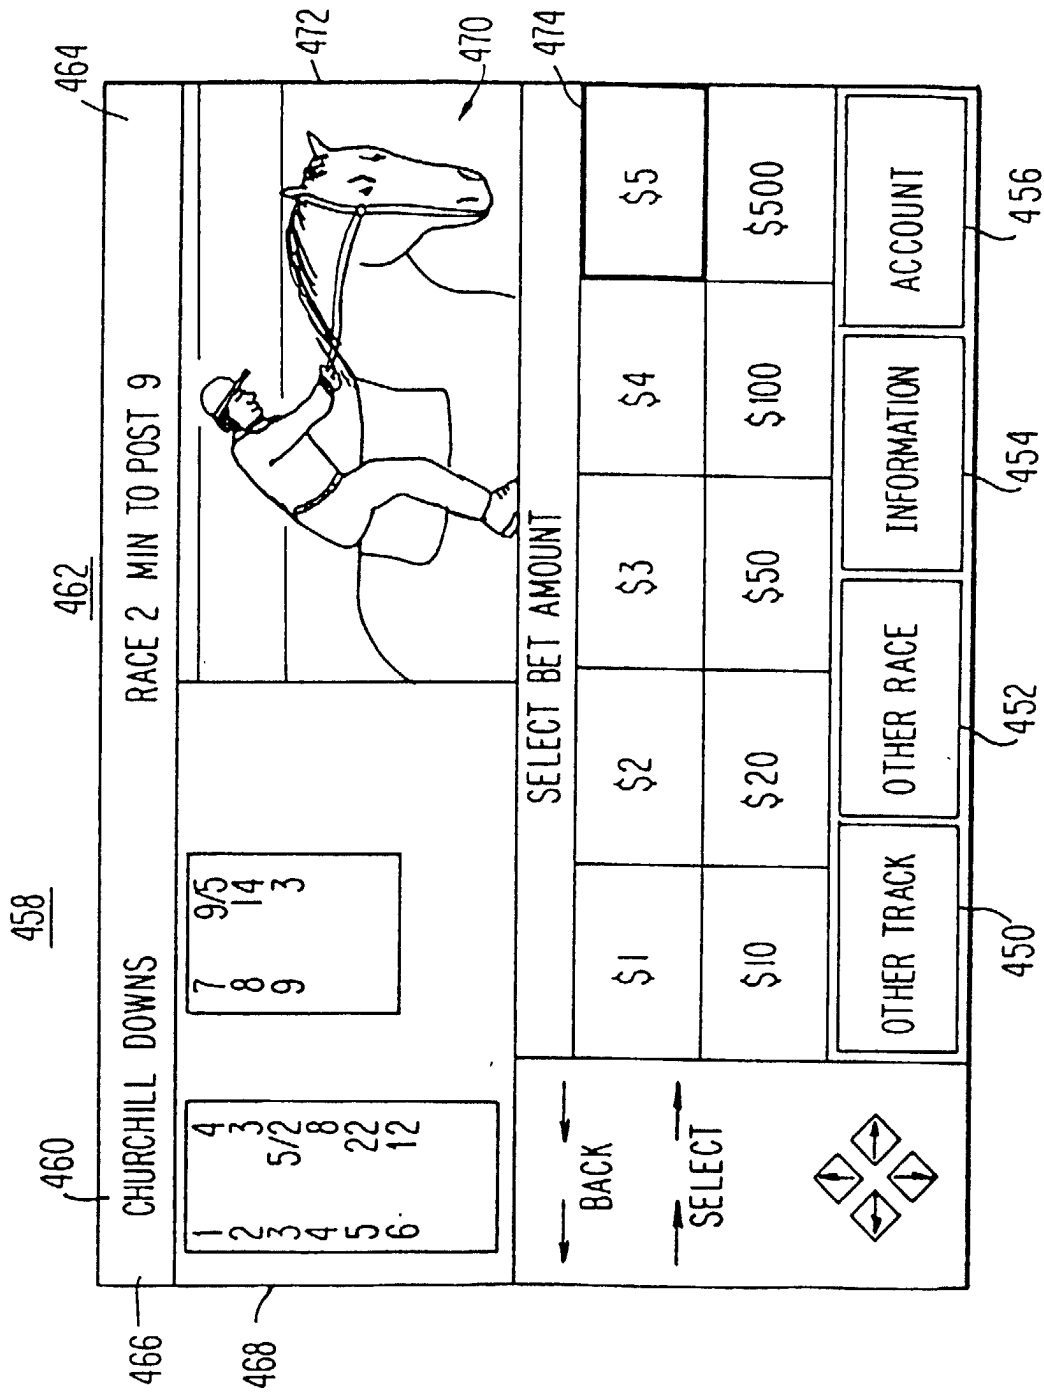 458
462
460
464
466
CHURCHILL DOWNS
RACE 2 MIN TO POST 9
472
470
468
1 4
2 3
3 5/2
4 8
5 22
6 12
7 9/5
8 14
9 3
474
BACK
SELECT
SELECT BET AMOUNT
$1 $2 $3 $4 $5
$10 $20 $50 $100 $500
OTHER TRACK
OTHER RACE
INFORMATION
ACCOUNT
450
452
454
456